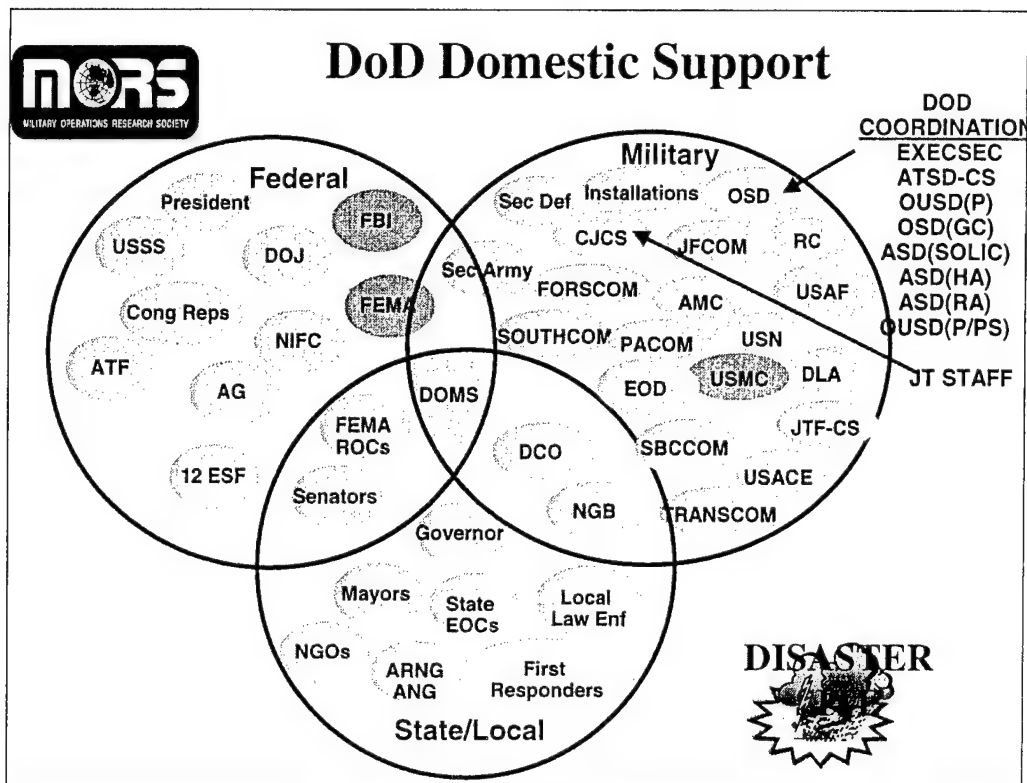 MORS
MILITARY OPERATIONS RESEARCH SOCIETY
DoD Domestic Support
DOD
COORDINATION
EXECSEC
ATSD-CS
OUSD(P)
OSD(GC)
ASD(SOLIC)
ASD(HA)
ASD(RA)
OUSD(P/PS)
JT STAFF
Federal
President
FBI
USSS
DOJ
FEMA
Cong Reps
NIFC
ATF
AG
12 ESF
Military
Sec Def
Installations
OSD
CJCS
JFCOM
RC
Sec Army
FORSCOM
AMC
USAF
SOUTHCOM
PACOM
USN
EOD
USMC
DLA
JTF-CS
SBCCOM
USACE
TRANSCOM
DOMS
FEMA
ROCs
Senators
DCO
NGB
Governor
Mayors
State
EOCs
Local
Law Enf
NGOs
ARNG
ANG
First
Responders
State/Local
DISASTER